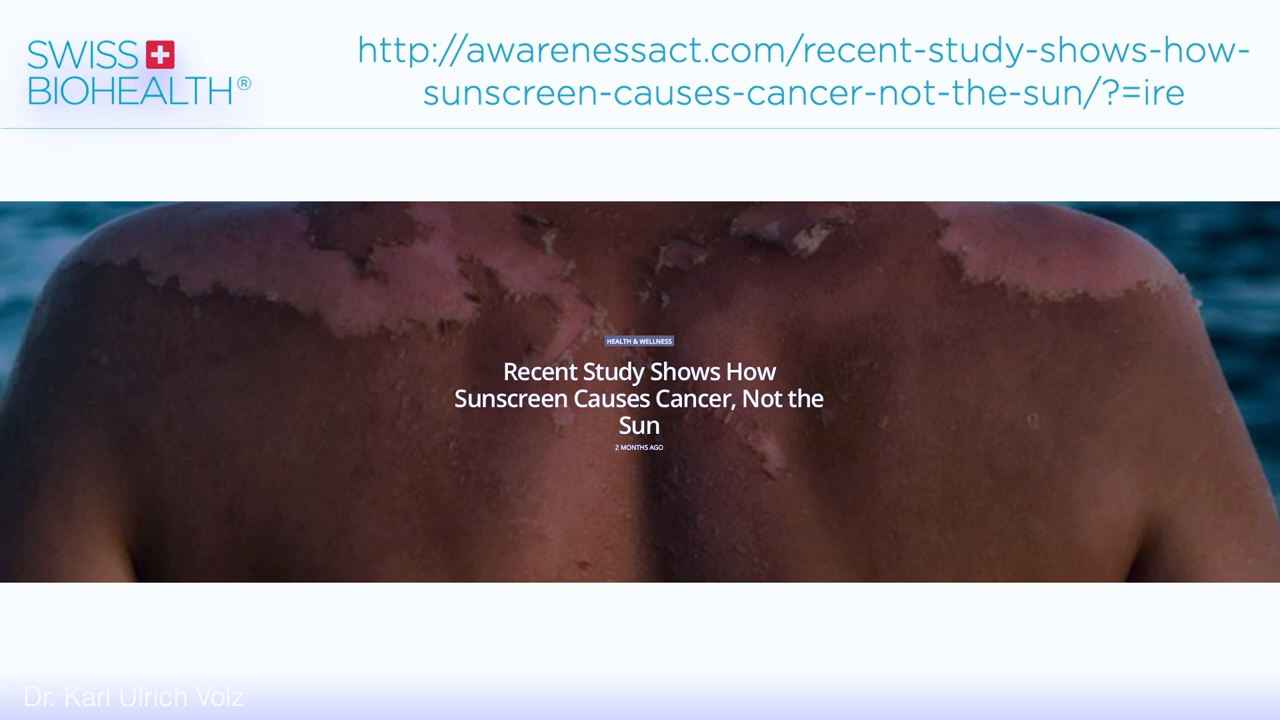 SWISS
BIOHEALTH®
http://awarenessact.com/recent-study-shows-how-
sunscreen-causes-cancer-not-the-sun/?=ire
HEALTH & WELLNESS
Recent Study Shows How
Sunscreen Causes Cancer, Not the
Sun
2 MONTHS AGO
Dr. Karl Ulrich Volz